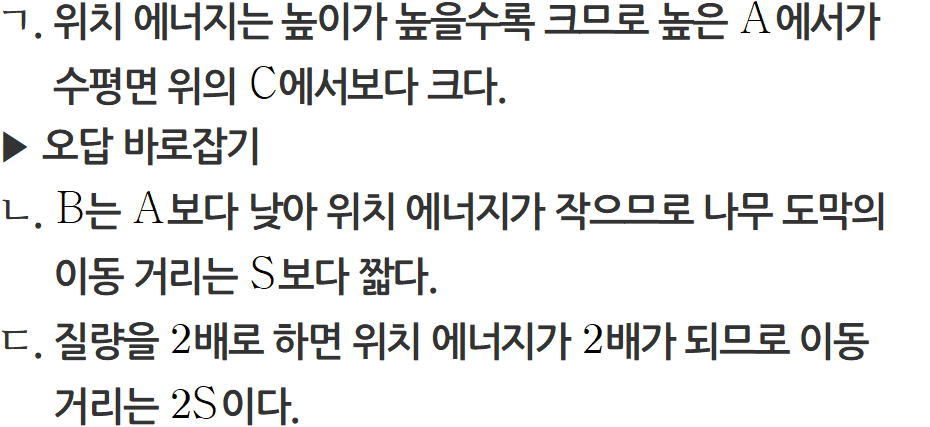 ㄱ. 위치 에너지는 높이가 높을수록 크므로 높은 A에서가
수평면 위의 C에서보다 크다.
▶ 오답 바로잡기
ㄴ. B는 A보다 낮아 위치 에너지가 작으므로 나무 도막의
이동 거리는 S보다 짧다.
ㄷ. 질량을 2배로 하면 위치 에너지가 2배가 되므로 이동
거리는 2S이다.